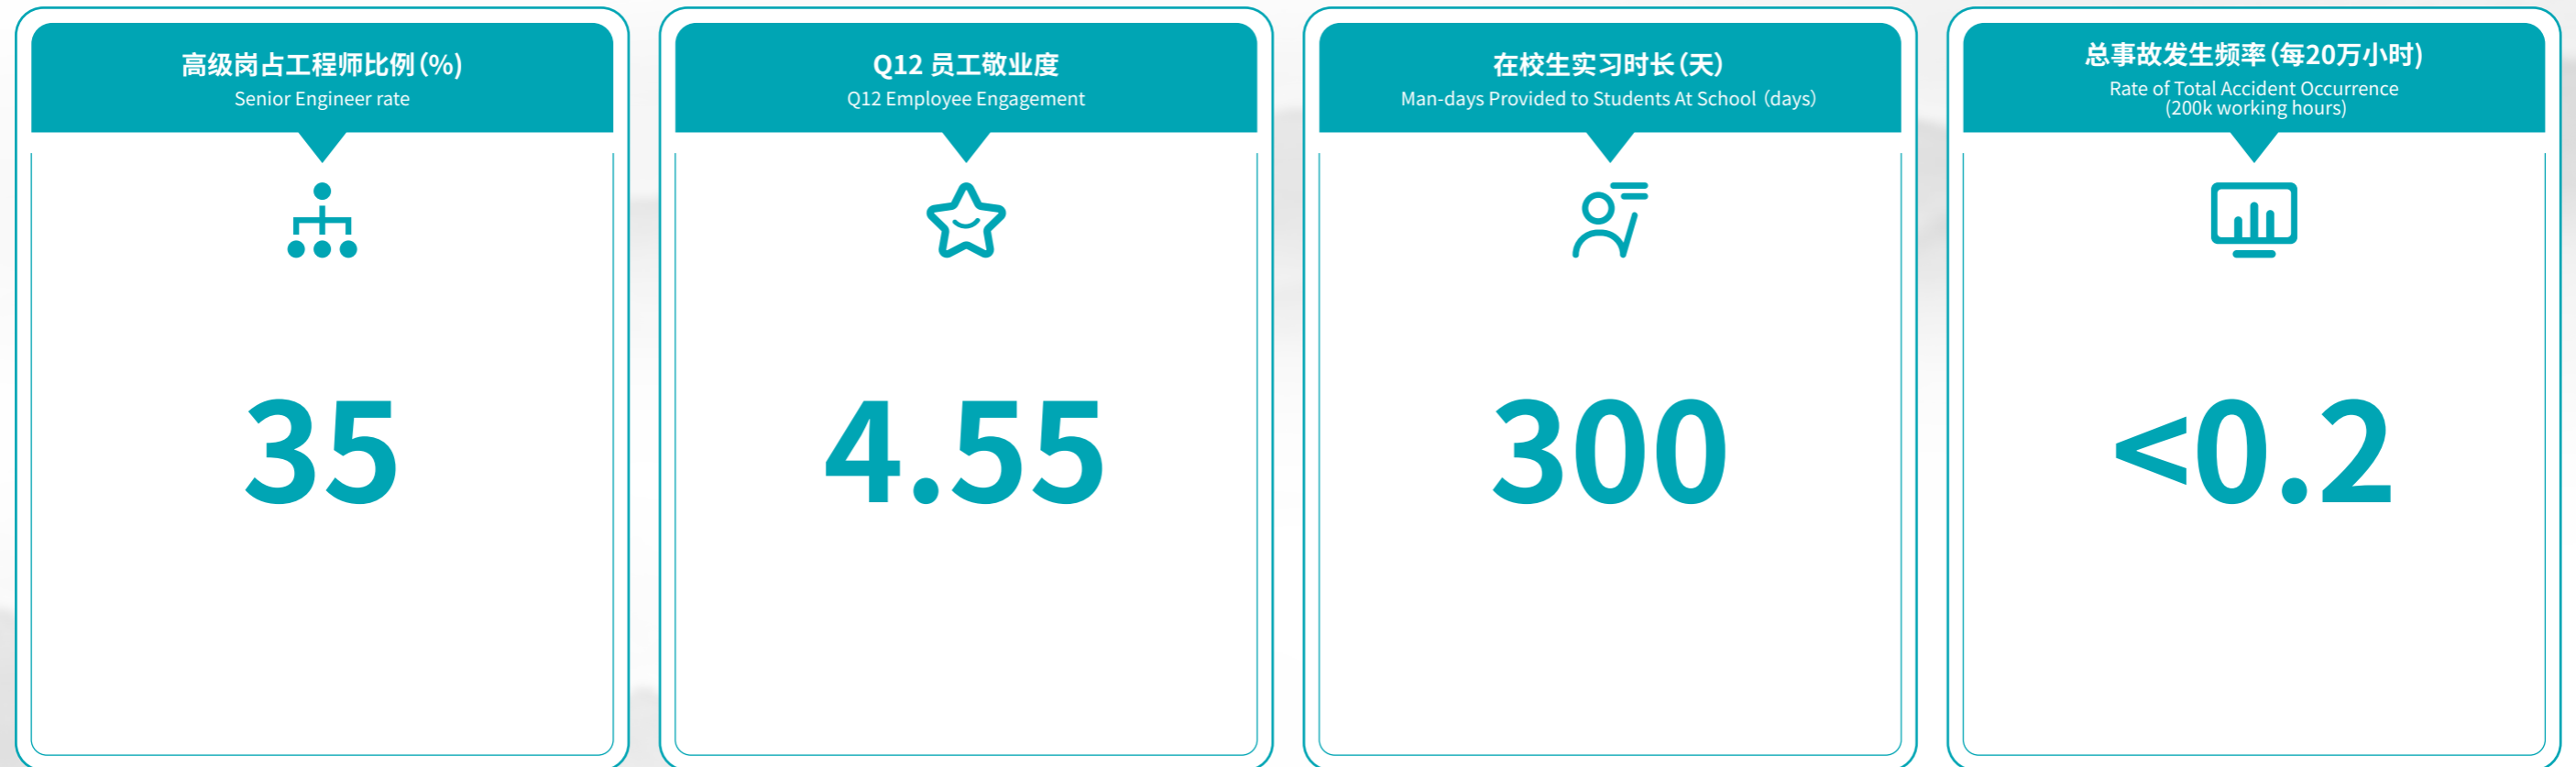 高级岗占工程师比例(%)
Senior Engineer rate
35
Q12 员工敬业度
Q12 Employee Engagement
4.55
在校生实习时长(天)
Man-days Provided to Students At School (days)
300
总事故发生频率(每20万小时)
Rate of Total Accident Occurrence
(200k working hours)
<0.2